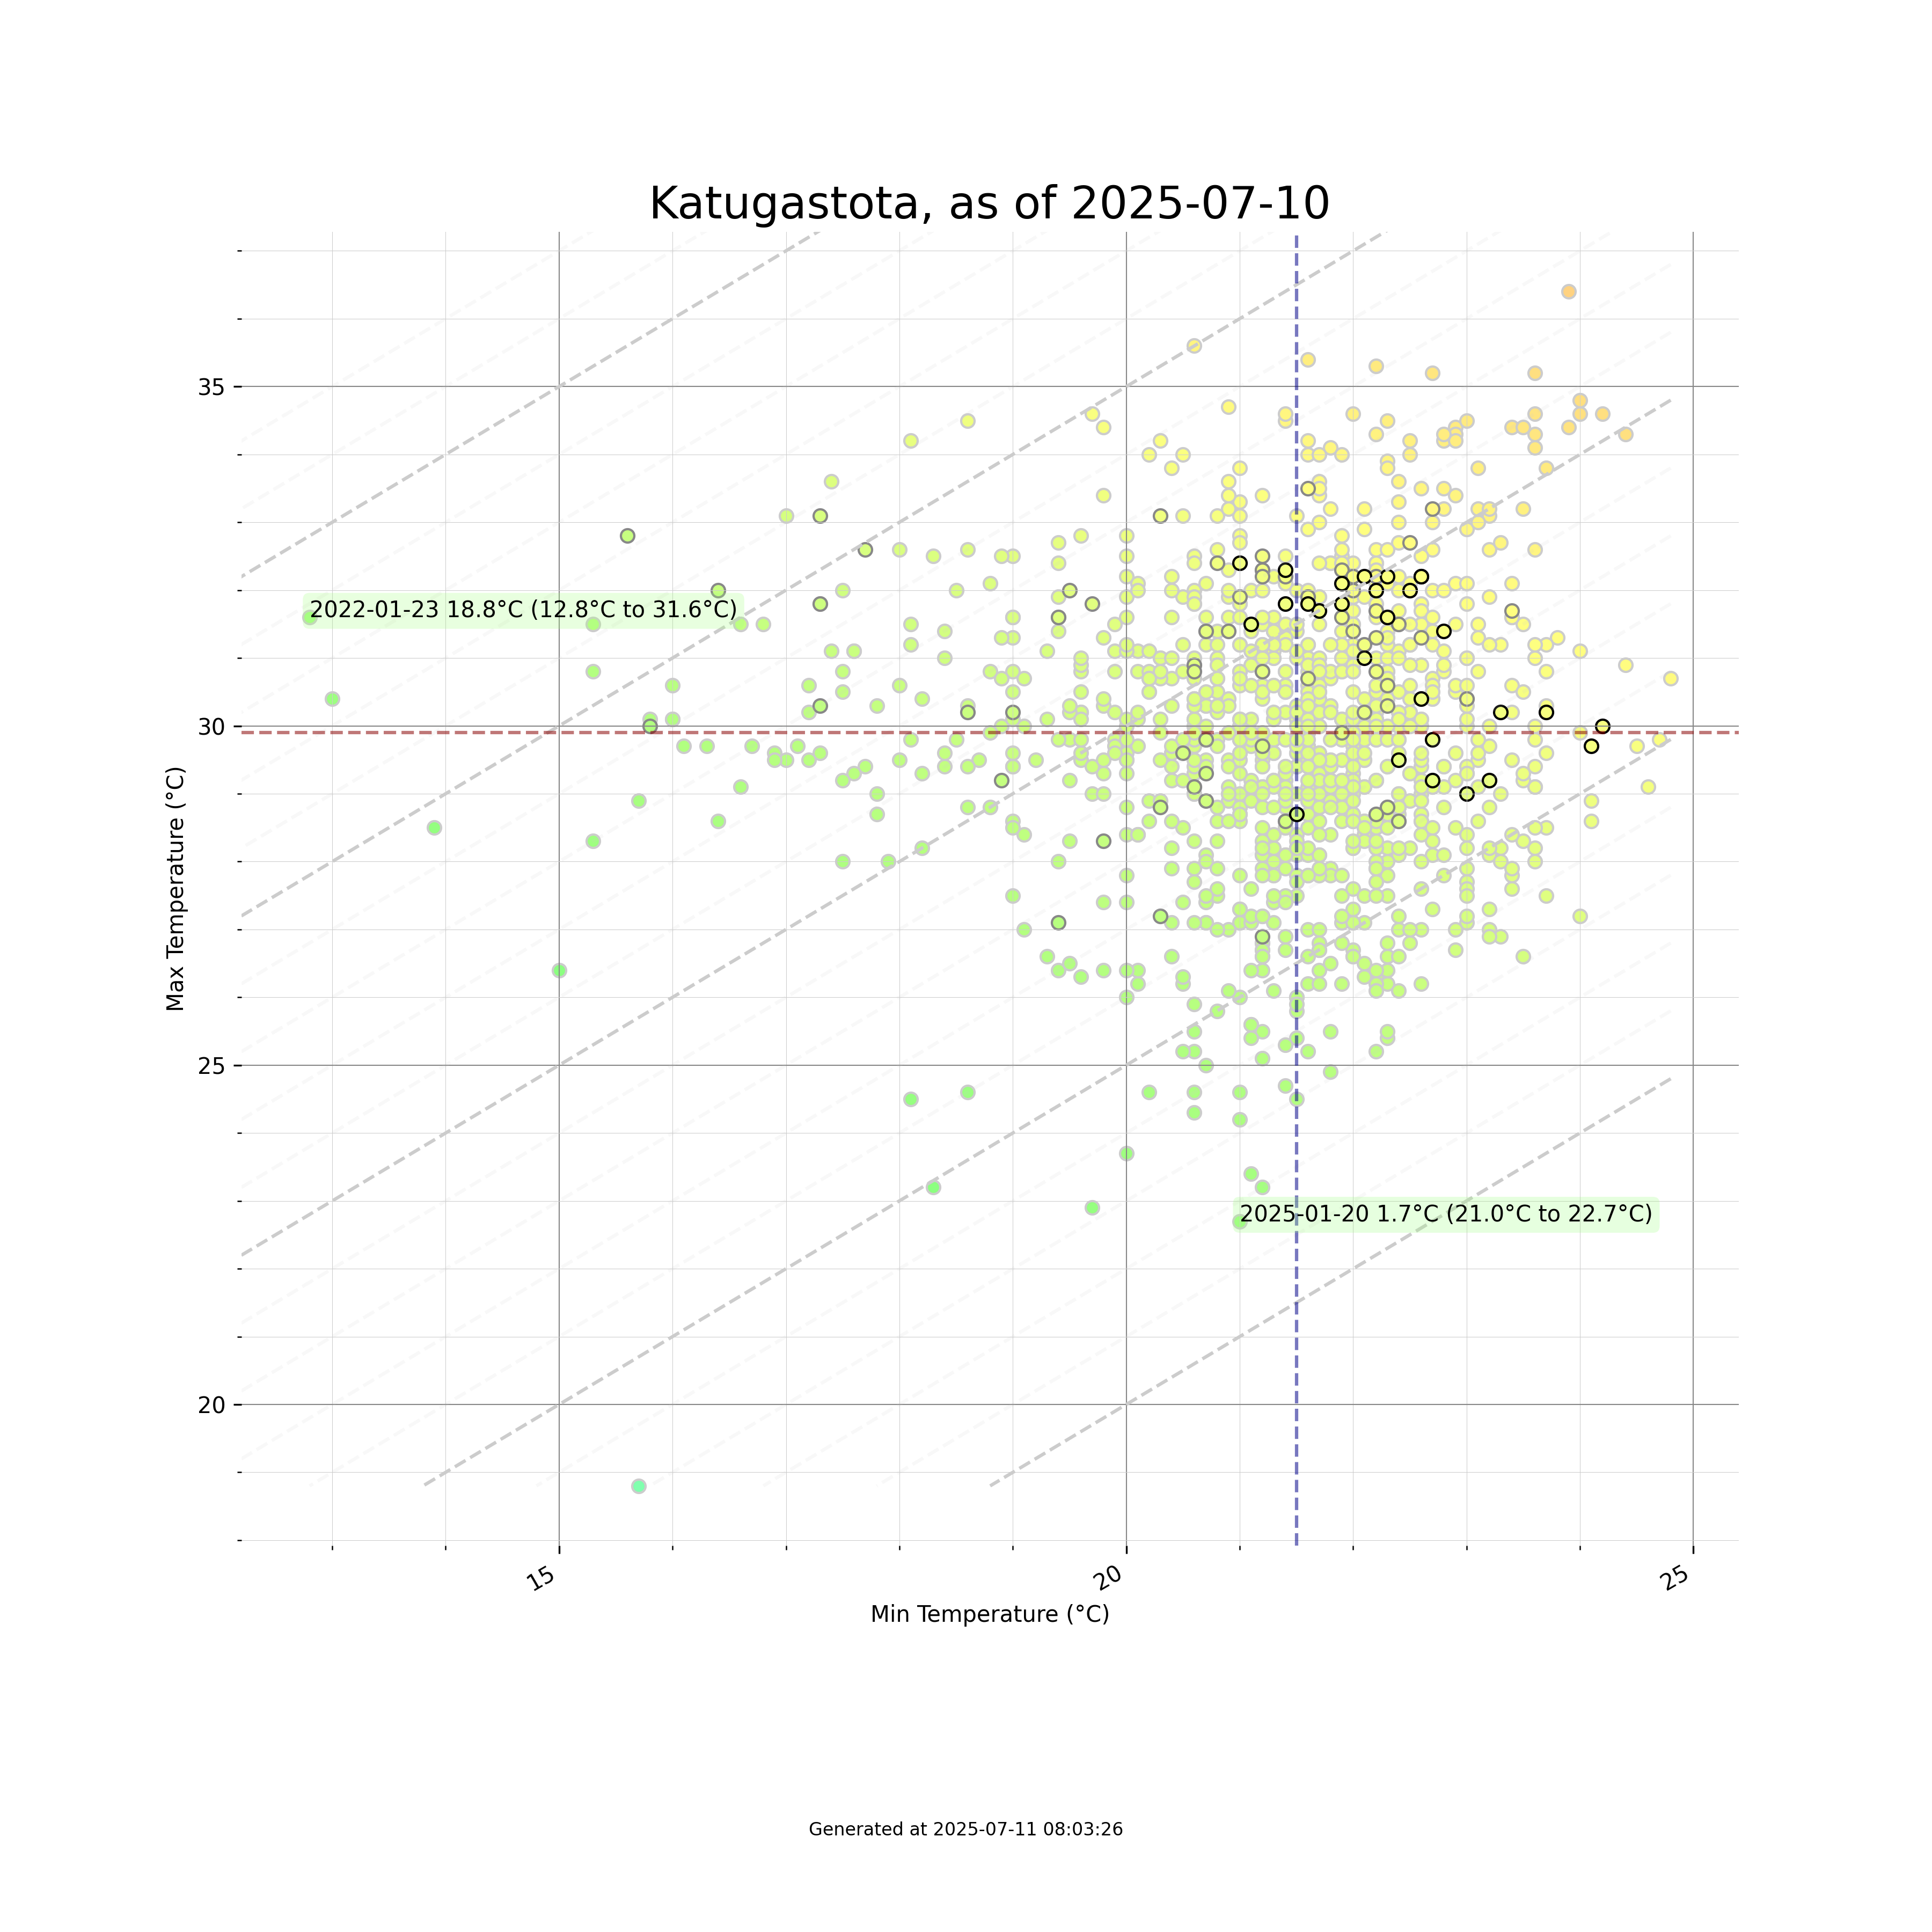 Katugastota, as of 2025-07-10
Max Temperature (°C)
35
30
25
20
2022-01-23 18.8°C (12.8°C to 31.6°C)
2025-01-20 1.7°C (21.0°C to 22.7°C)
15
20
25
Min Temperature (°C)
Generated at 2025-07-11 08:03:26